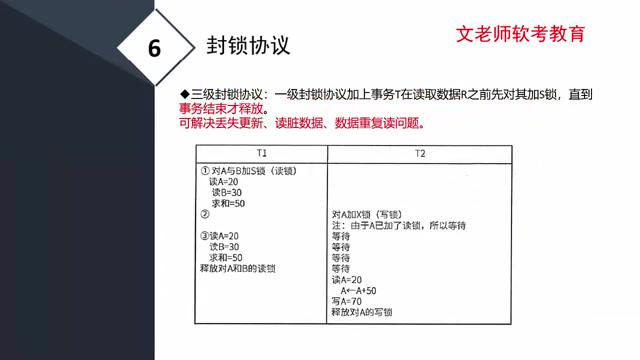 6
封锁协议
文老师软考教育
◆三级封锁协议：一级封锁协议加上事务T在读取数据R之前先对其加S锁，直到
事务结束才释放。
可解决丢失更新、读脏数据、数据重复读问题。
T1
T2
①对A与B加S锁（读锁）
读A=20
读B=30
求和=50
②
对A加X锁（写锁）
注：由于A已加了读锁，所以等待
③读A=20
等待
读B=30
等待
求和=50
等待
释放对A和B的读锁
等待
读A=20
A←A+50
写A=70
释放对A的写锁